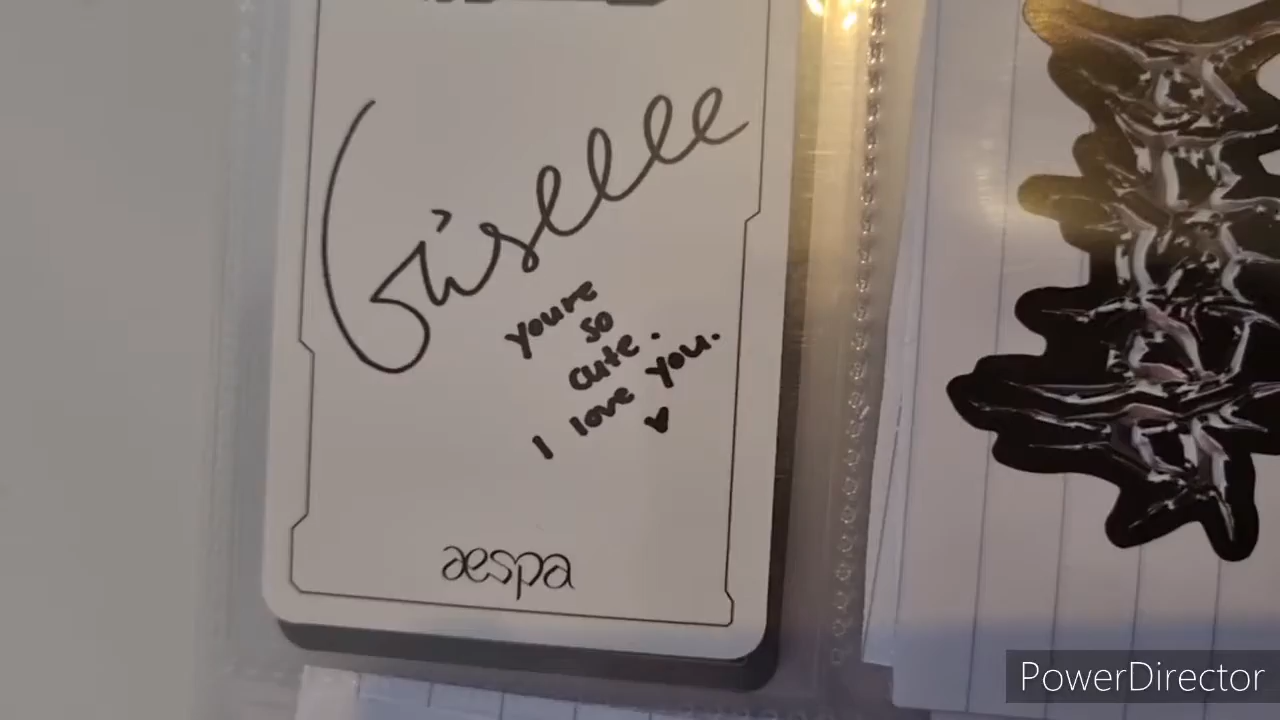 Giselle
youre
so
cute.
I love you.
aespa
PowerDirector